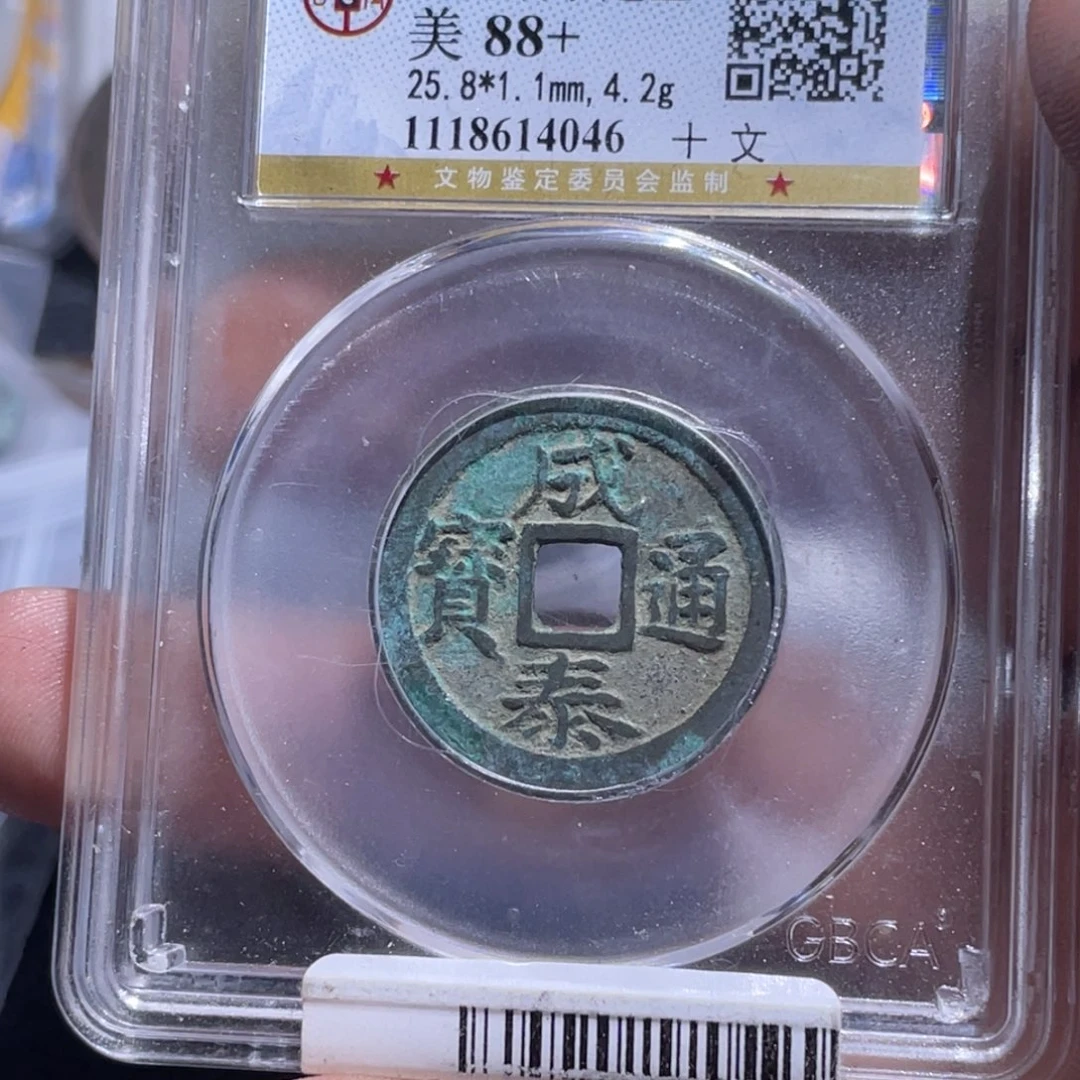 美 88+
25.8*1.1mm,4.2g
1118614046 十文
★ 文物鉴定委员会监制 ★
成泰通寶
GBCA